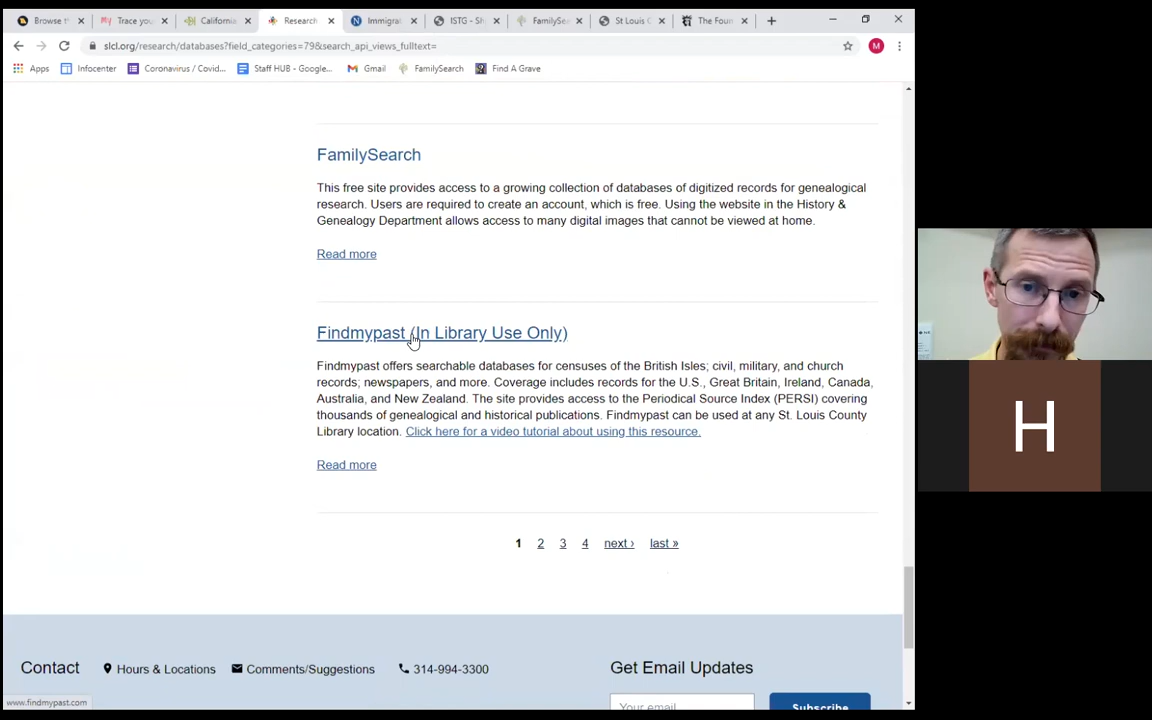 Browse t
Trace your
California
Research
Immigrat
ISTG - Sh
FamilySea
St Louis C
The Foun
slcl.org/research/databases?field_categories=79&search_api_views_fulltext=
M
Apps
Infocenter
Coronavirus / Covid...
Staff HUB - Google...
Gmail
FamilySearch
Find A Grave
FamilySearch
This free site provides access to a growing collection of databases of digitized records for genealogical
research. Users are required to create an account, which is free. Using the website in the History &
Genealogy Department allows access to many digital images that cannot be viewed at home.
Read more
Findmypast (In Library Use Only)
Findmypast offers searchable databases for censuses of the British Isles; civil, military, and church
records; newspapers, and more. Coverage includes records for the U.S., Great Britain, Ireland, Canada,
Australia, and New Zealand. The site provides access to the Periodical Source Index (PERSI) covering
thousands of genealogical and historical publications. Findmypast can be used at any St. Louis County
Library location. Click here for a video tutorial about using this resource.
Read more
1 2 3 4 next › last »
Contact
Hours & Locations
Comments/Suggestions
314-994-3300
Get Email Updates
Your email
Subscribe
www.findmypast.com
H